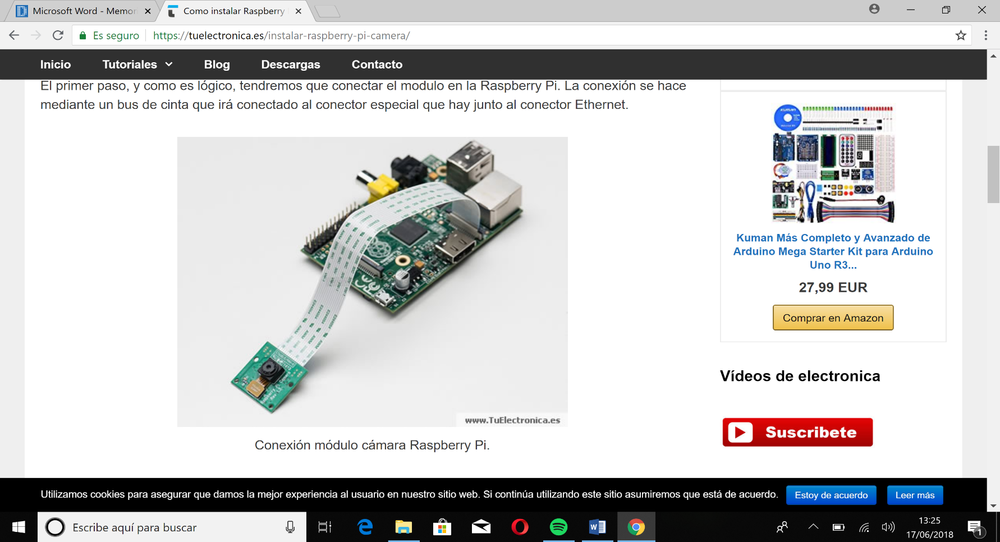 Microsoft Word - Memor
Como instalar Raspberry
Es seguro
https://tuelectronica.es/instalar-raspberry-pi-camera/
Inicio
Tutoriales
Blog
Descargas
Contacto
El primer paso, y como es lógico, tendremos que conectar el modulo en la Raspberry Pi. La conexión se hace
mediante un bus de cinta que irá conectado al conector especial que hay junto al conector Ethernet.
www.TuElectronica.es
Conexión módulo cámara Raspberry Pi.
KUMAN
Kuman Más Completo y Avanzado de
Arduino Mega Starter Kit para Arduino
Uno R3...
27,99 EUR
Comprar en Amazon
Vídeos de electronica
Suscribete
Utilizamos cookies para asegurar que damos la mejor experiencia al usuario en nuestro sitio web. Si continúa utilizando este sitio asumiremos que está de acuerdo.
Estoy de acuerdo
Leer más
Escribe aquí para buscar
13:25
17/06/2018
1